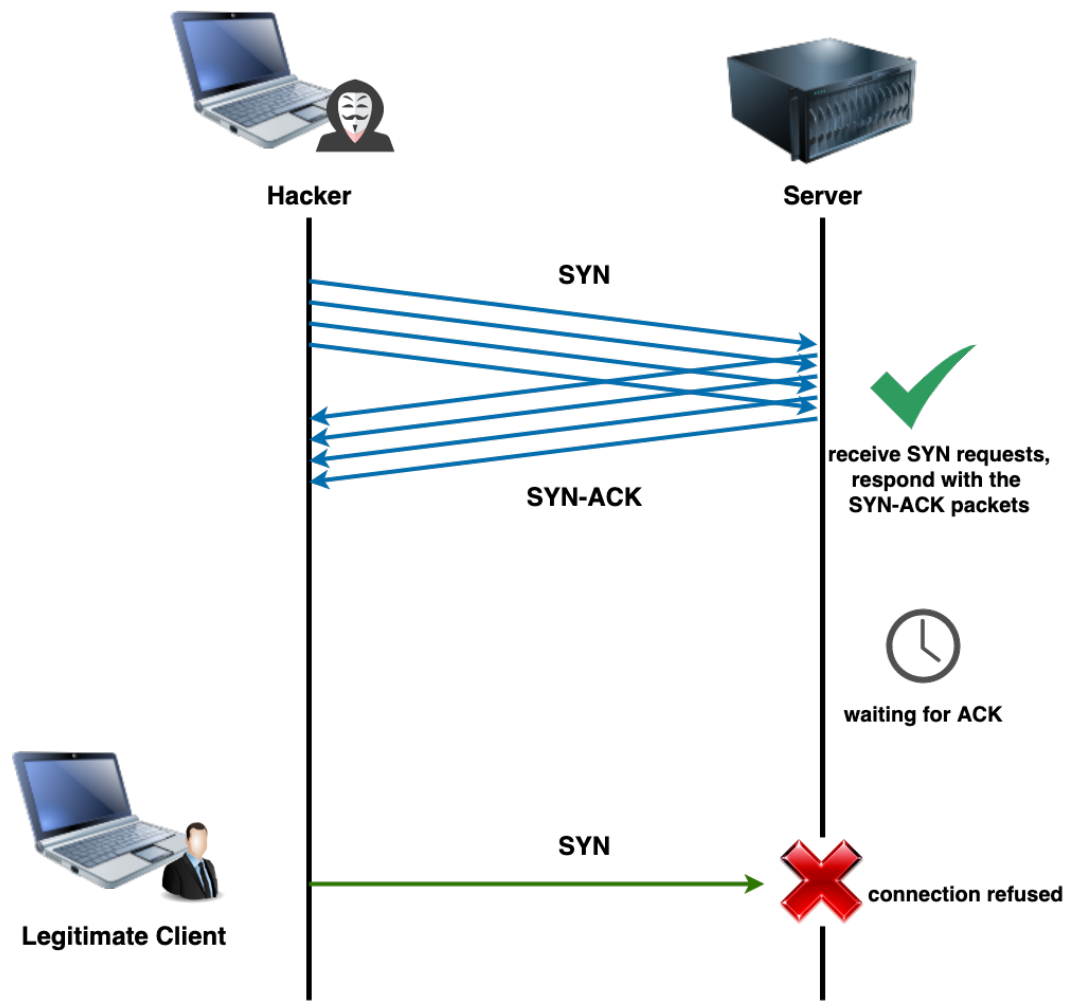 Hacker
Server
SYN
receive SYN requests,
respond with the
SYN-ACK packets
SYN-ACK
waiting for ACK
SYN
connection refused
Legitimate Client